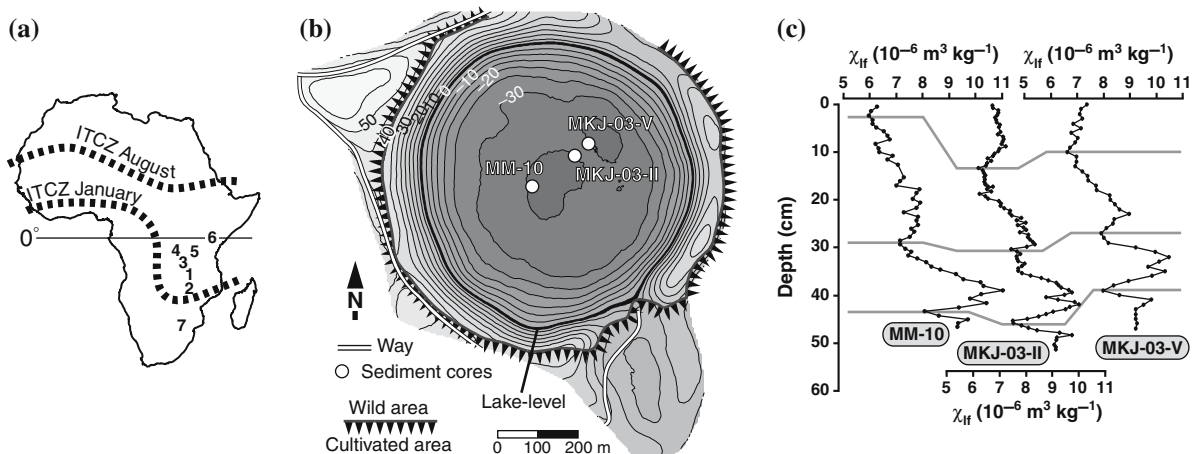 (a)
ITCZ August
ITCZ January
0°
6
4 5
3
1
2
7
(b)
50
40
30
20
10
0
–10
–20
–30
MKJ-03-V
MM-10
MKJ-03-II
N
Way
Sediment cores
Wild area
Cultivated area
Lake-level
0 100 200 m
(c)
χlf (10–6 m3 kg–1) χlf (10–6 m3 kg–1)
5 6 7 8 9 10 11 5 6 7 8 9 10 11
0
10
20
30
40
50
60
Depth (cm)
MM-10
MKJ-03-II
MKJ-03-V
5 6 7 8 9 10 11
χlf (10–6 m3 kg–1)